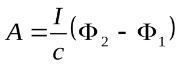 A = I/c (Φ₂ - Φ₁)